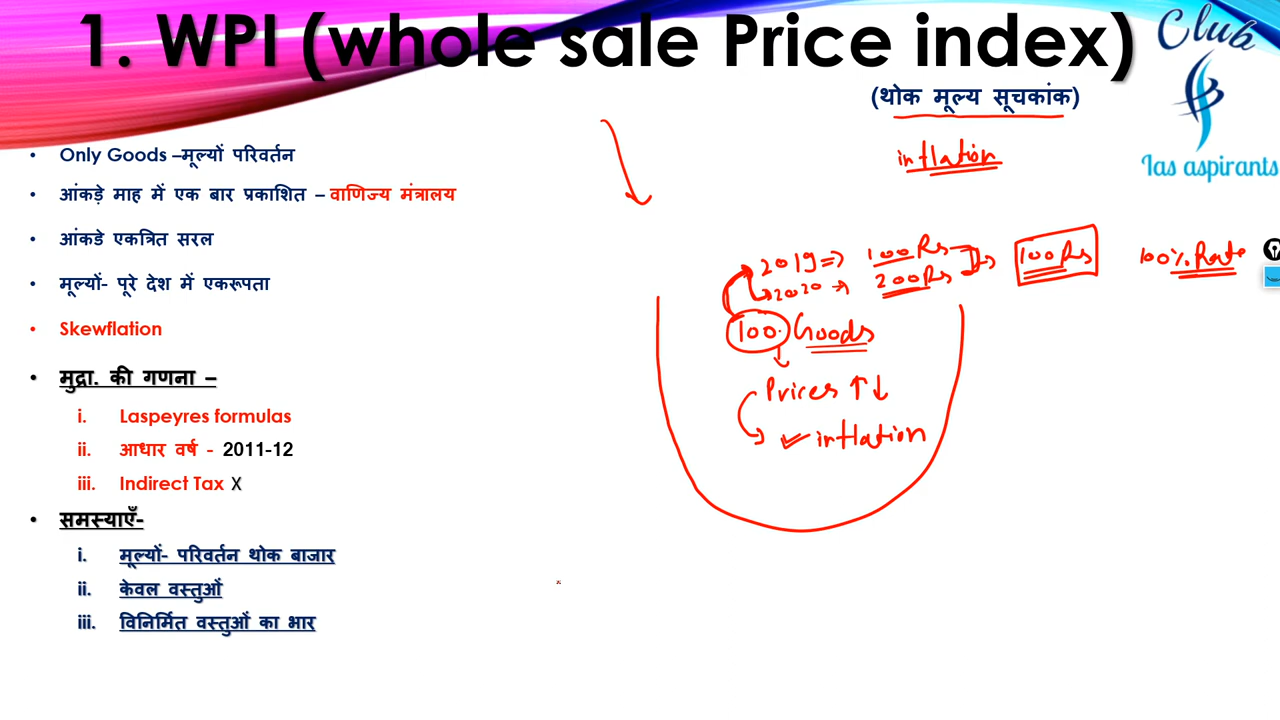 1. WPI (whole sale Price index)
Club
Ias aspirants
(थोक मूल्य सूचकांक)
inflation
• Only Goods –मूल्यों परिवर्तन
• आंकड़े माह में एक बार प्रकाशित – वाणिज्य मंत्रालय
• आंकडे एकत्रित सरल
• मूल्यों- पूरे देश में एकरूपता
• Skewflation
• मुद्रा. की गणना –
i. Laspeyres formulas
ii. आधार वर्ष - 2011-12
iii. Indirect Tax X
• समस्याएँ-
i. मूल्यों- परिवर्तन थोक बाजार
ii. केवल वस्तुओं
iii. विनिर्मित वस्तुओं का भार
2019 => 100 Rs
2020 → 200 Rs
100 Rs
100% Rate
100 Goods
Prices ↑↓
✓ inflation